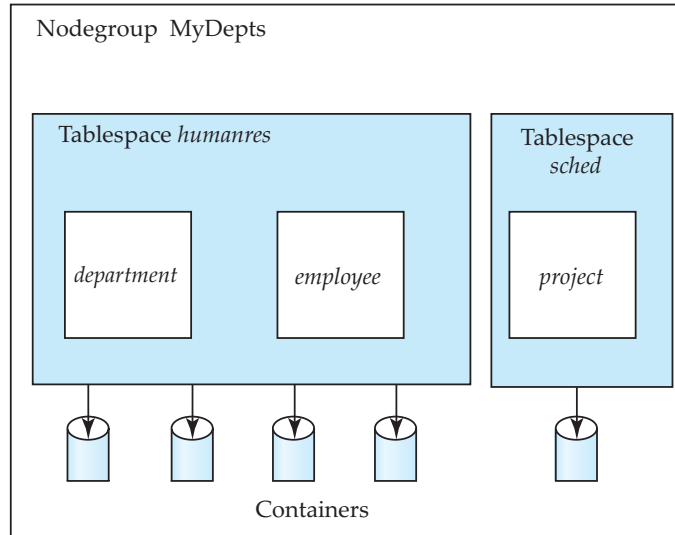 Nodegroup MyDepts
Tablespace humanres
Tablespace
sched
department
employee
project
Containers